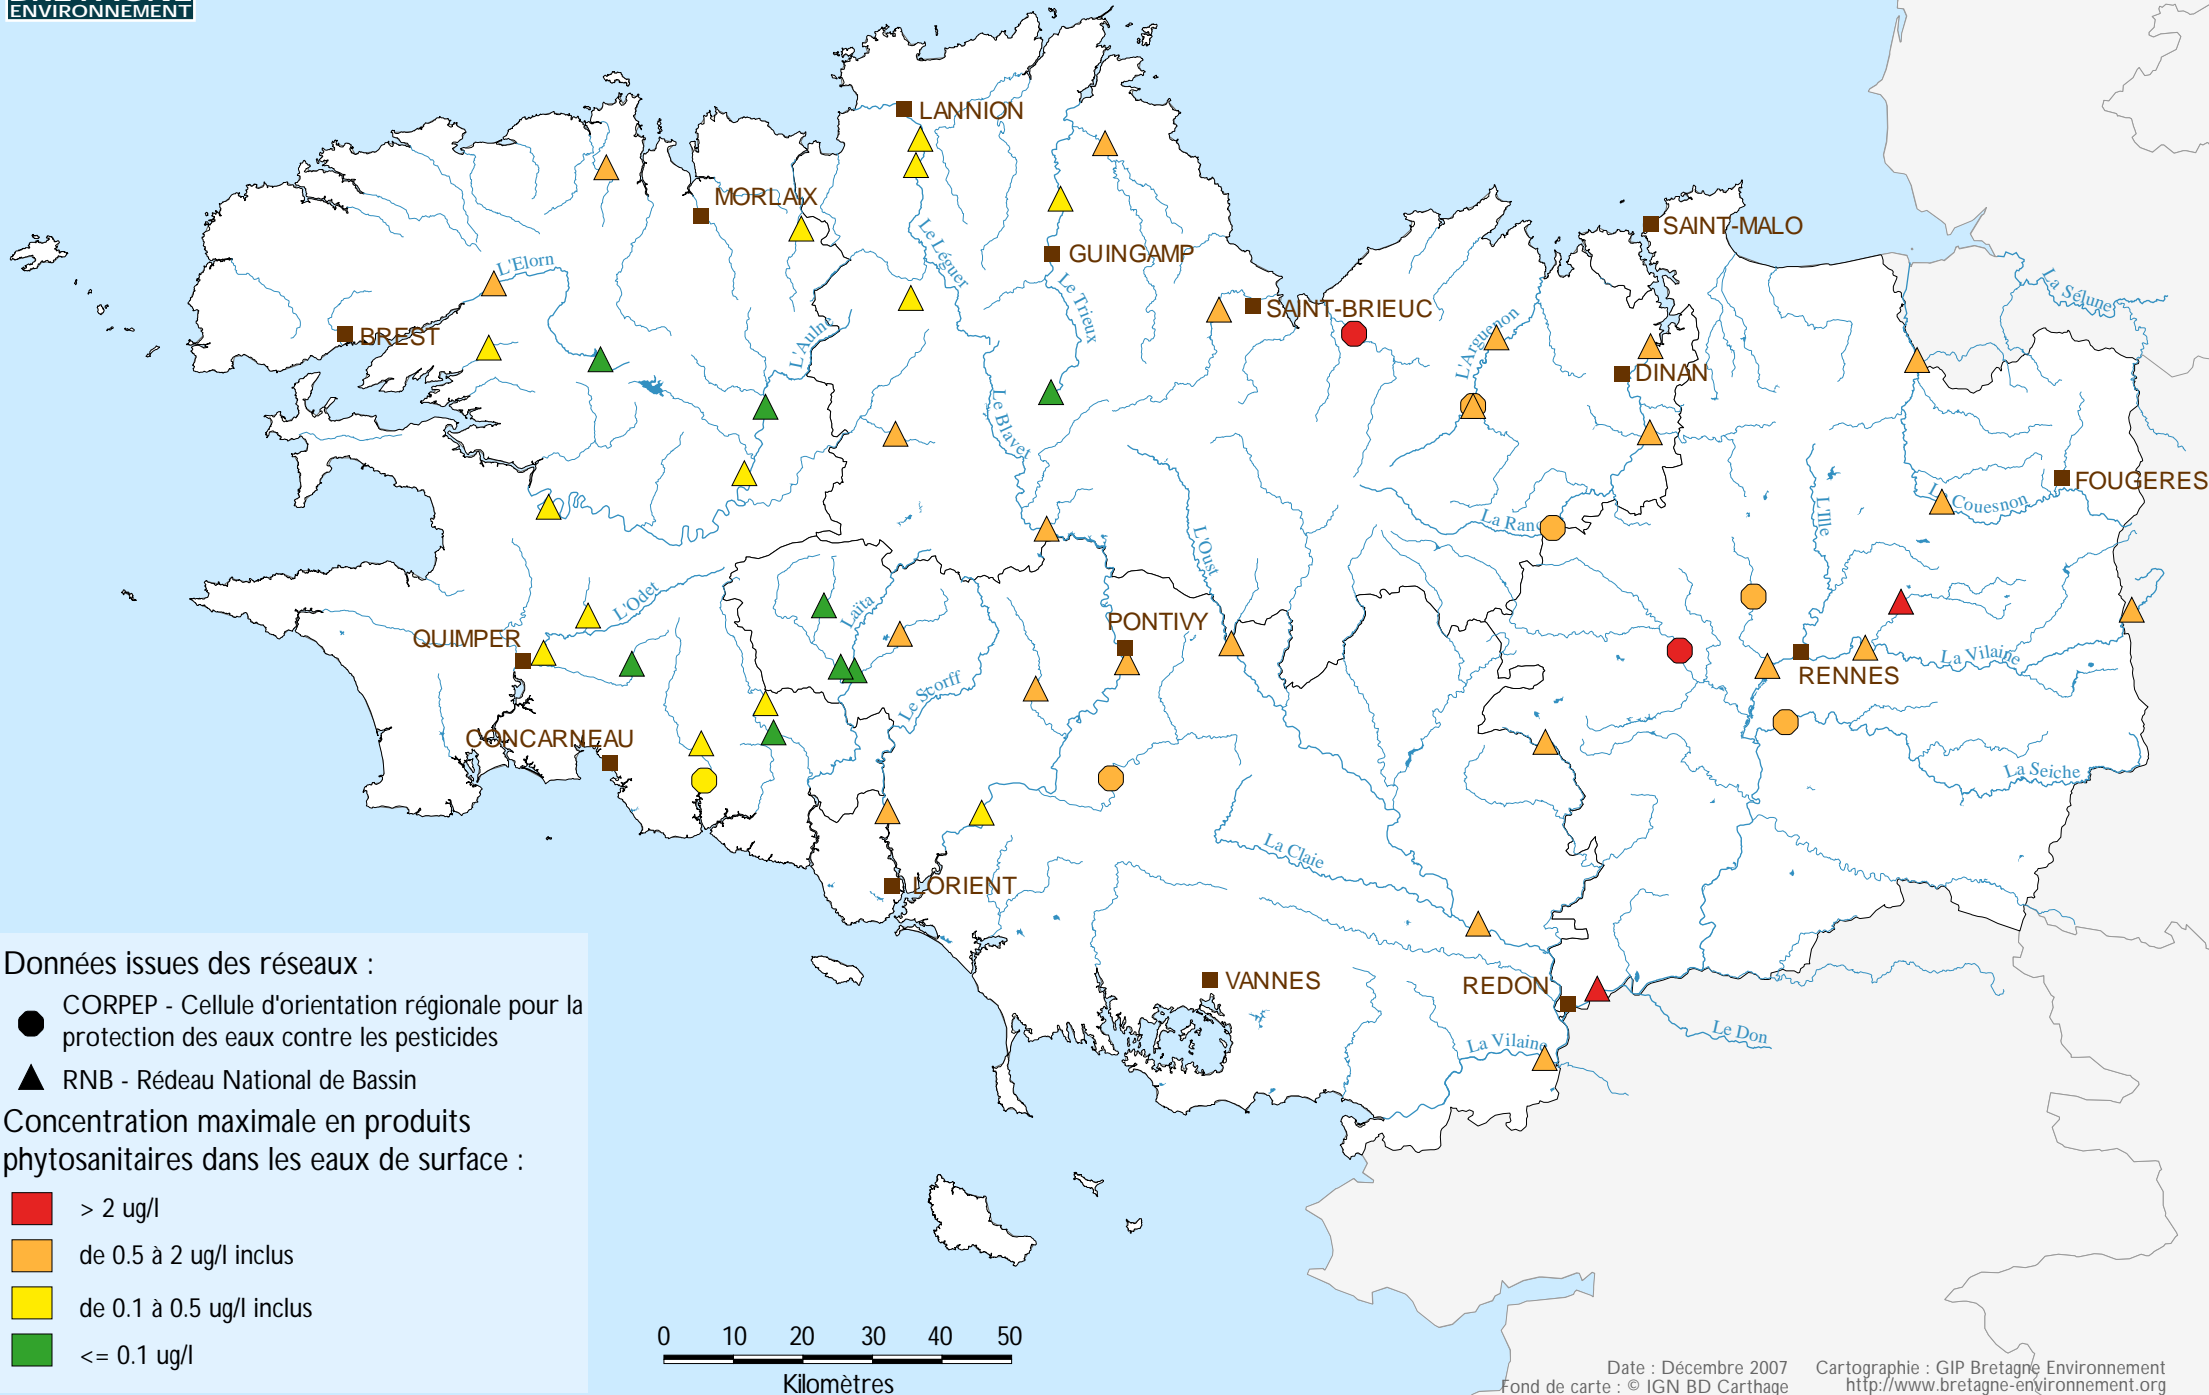 ENVIRONNEMENT
LANNION
MORLAIX
SAINT-MALO
Le Léguer
GUINGAMP
L'Elorn
La Sélune
Le Trieux
SAINT-BRIEUC
BREST
L'Aulne
L'Arguenon
DINAN
Le Blavet
FOUGERES
Le Couesnon
L'Ille
La Rance
L'Oust
L'Odet
Laïta
PONTIVY
QUIMPER
La Vilaine
RENNES
Le Scorff
CONCARNEAU
La Seiche
La Claie
LORIENT
VANNES
REDON
Le Don
La Vilaine
Données issues des réseaux :
CORPEP - Cellule d'orientation régionale pour la
protection des eaux contre les pesticides
RNB - Rédeau National de Bassin
Concentration maximale en produits
phytosanitaires dans les eaux de surface :
> 2 ug/l
de 0.5 à 2 ug/l inclus
de 0.1 à 0.5 ug/l inclus
<= 0.1 ug/l
0 10 20 30 40 50
Kilomètres
Date : Décembre 2007 Cartographie : GIP Bretagne Environnement
Fond de carte : © IGN BD Carthage http://www.bretagne-environnement.org